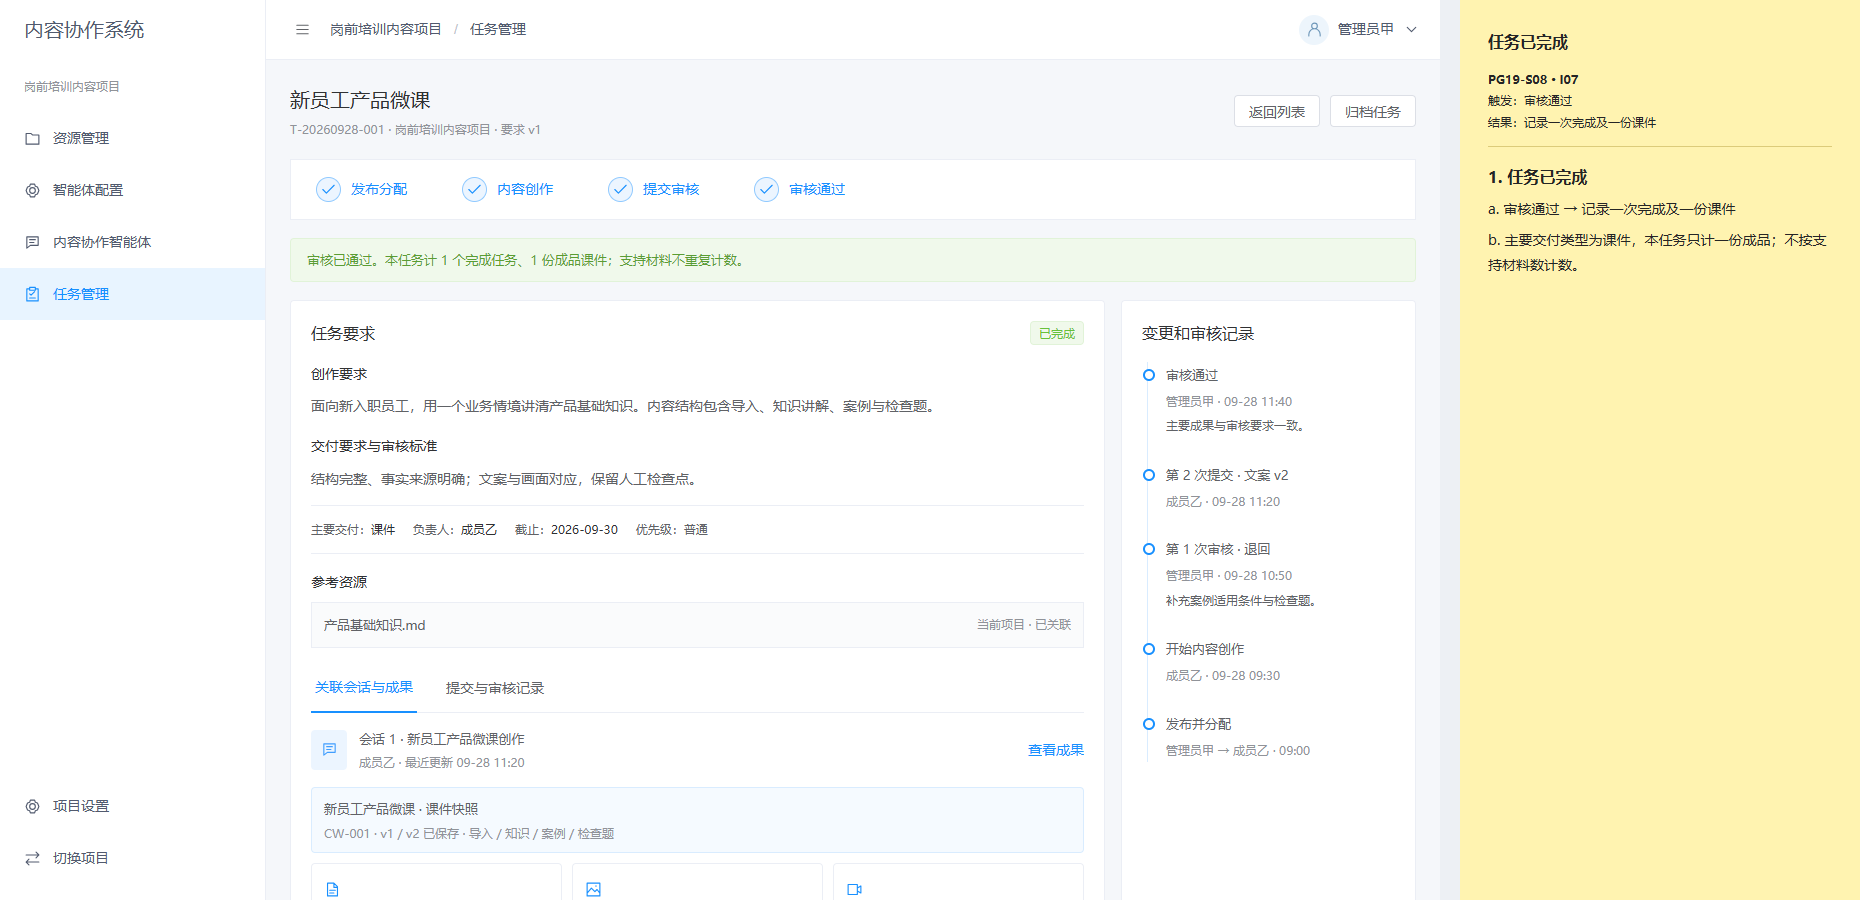 内容协作系统
岗前培训内容项目
资源管理
智能体配置
内容协作智能体
任务管理
项目设置
切换项目
岗前培训内容项目 / 任务管理
管理员甲
新员工产品微课
T-20260928-001 · 岗前培训内容项目 · 要求 v1
返回列表
归档任务
发布分配
内容创作
提交审核
审核通过
审核已通过。本任务计 1 个完成任务、1 份成品课件；支持材料不重复计数。
任务要求
已完成
创作要求
面向新入职员工，用一个业务情境讲清产品基础知识。内容结构包含导入、知识讲解、案例与检查题。
交付要求与审核标准
结构完整、事实来源明确；文案与画面对应，保留人工检查点。
主要交付：课件 负责人：成员乙 截止：2026-09-30 优先级：普通
参考资源
产品基础知识.md
当前项目 · 已关联
关联会话与成果
提交与审核记录
会话 1 · 新员工产品微课创作
成员乙 · 最近更新 09-28 11:20
查看成果
新员工产品微课 · 课件快照
CW-001 · v1 / v2 已保存 · 导入 / 知识 / 案例 / 检查题
变更和审核记录
审核通过
管理员甲 · 09-28 11:40
主要成果与审核要求一致。
第 2 次提交 · 文案 v2
成员乙 · 09-28 11:20
第 1 次审核 · 退回
管理员甲 · 09-28 10:50
补充案例适用条件与检查题。
开始内容创作
成员乙 · 09-28 09:30
发布并分配
管理员甲 → 成员乙 · 09:00
任务已完成
PG19-S08 • I07
触发：审核通过
结果：记录一次完成及一份课件
1. 任务已完成
a. 审核通过 → 记录一次完成及一份课件
b. 主要交付类型为课件，本任务只计一份成品；不按支
持材料数计数。